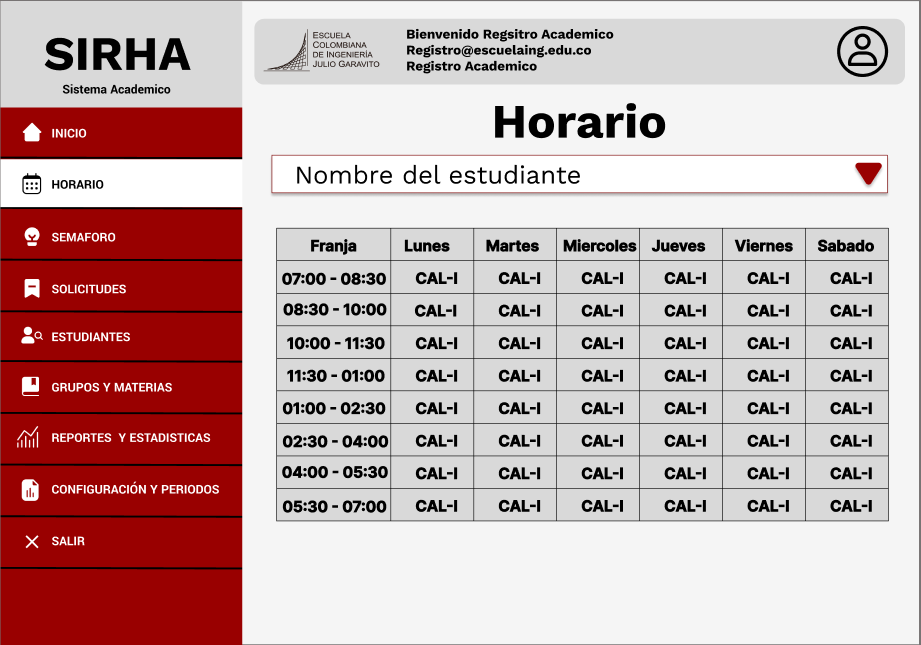 SIRHA
Sistema Academico
INICIO
HORARIO
SEMAFORO
SOLICITUDES
ESTUDIANTES
GRUPOS Y MATERIAS
REPORTES Y ESTADISTICAS
CONFIGURACIÓN Y PERIODOS
SALIR
ESCUELA
COLOMBIANA
DE INGENIERÍA
JULIO GARAVITO
Bienvenido Regsitro Academico
Registro@escuelaing.edu.co
Registro Academico
Horario
Nombre del estudiante
Franja Lunes Martes Miercoles Jueves Viernes Sabado
07:00 - 08:30 CAL-I CAL-I CAL-I CAL-I CAL-I CAL-I
08:30 - 10:00 CAL-I CAL-I CAL-I CAL-I CAL-I CAL-I
10:00 - 11:30 CAL-I CAL-I CAL-I CAL-I CAL-I CAL-I
11:30 - 01:00 CAL-I CAL-I CAL-I CAL-I CAL-I CAL-I
01:00 - 02:30 CAL-I CAL-I CAL-I CAL-I CAL-I CAL-I
02:30 - 04:00 CAL-I CAL-I CAL-I CAL-I CAL-I CAL-I
04:00 - 05:30 CAL-I CAL-I CAL-I CAL-I CAL-I CAL-I
05:30 - 07:00 CAL-I CAL-I CAL-I CAL-I CAL-I CAL-I